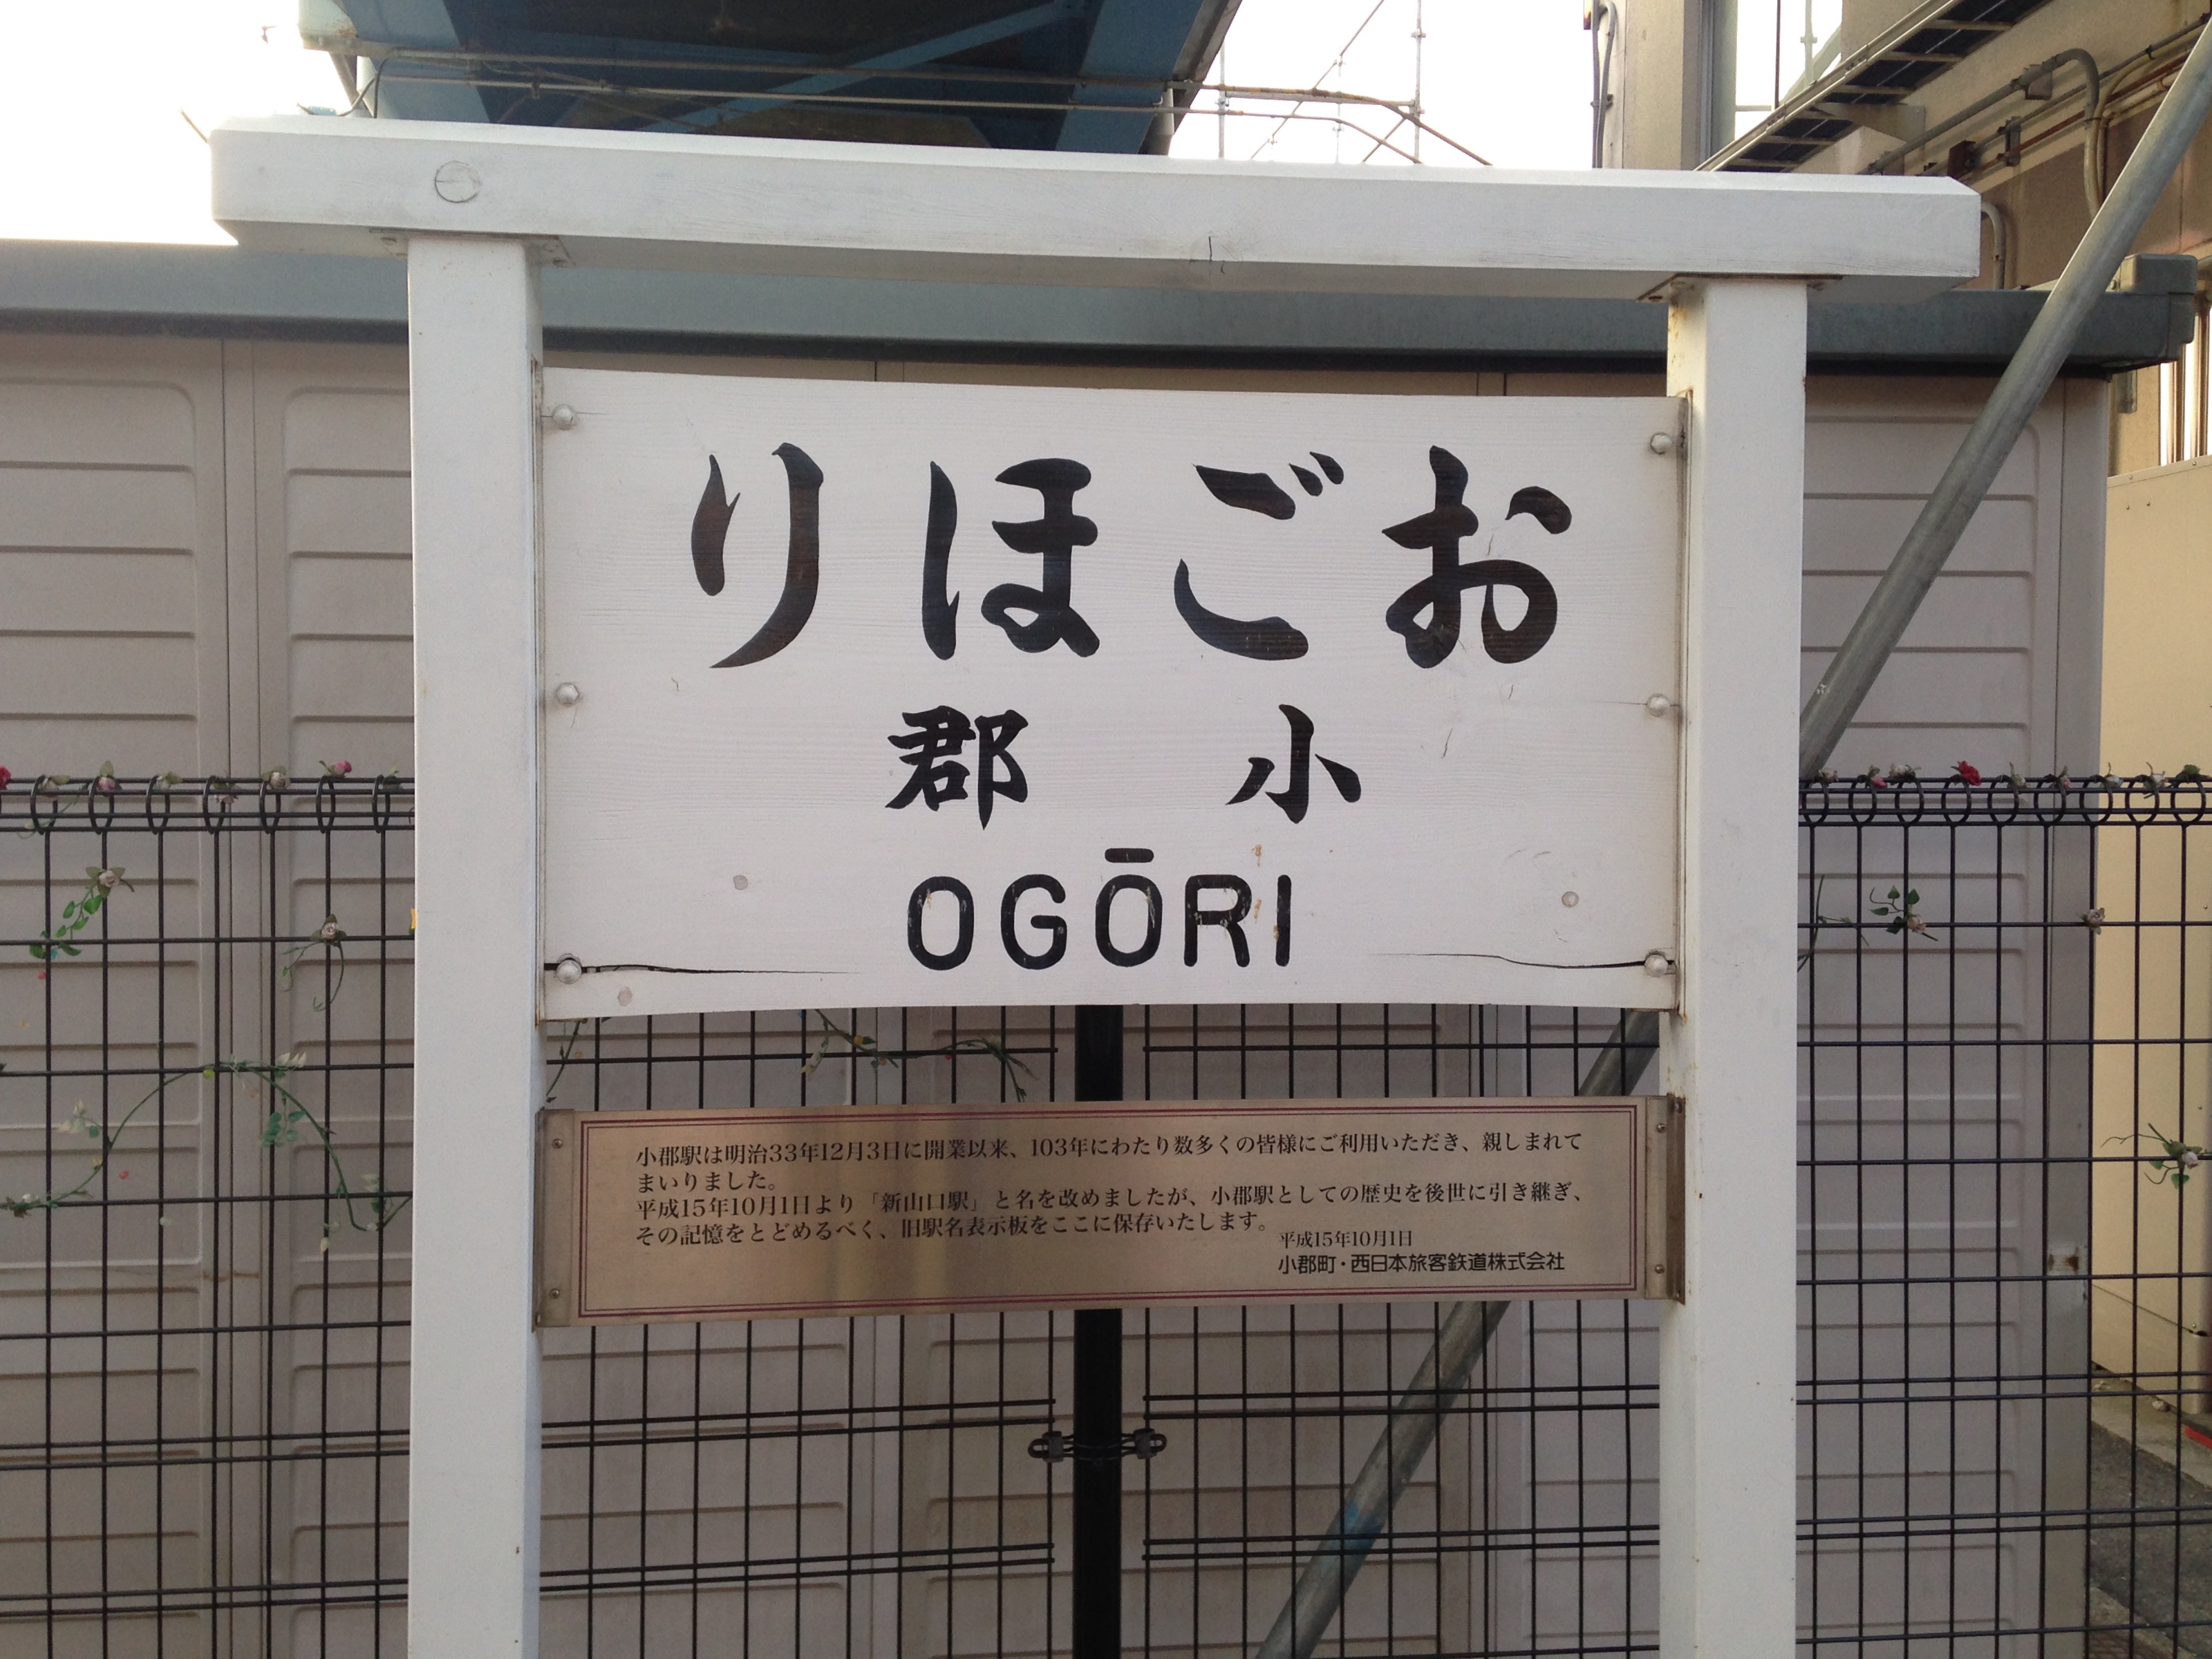 おごほり
小郡
OGŌRI
小郡駅は明治33年12月3日に開業以来、103年にわたり数多くの皆様にご利用いただき、親しまれて
まいりました。
平成15年10月1日より「新山口駅」と名を改めましたが、小郡駅としての歴史を後世に引き継ぎ、
その記憶をとどめるべく、旧駅名表示板をここに保存いたします。
平成15年10月1日
小郡町・西日本旅客鉄道株式会社